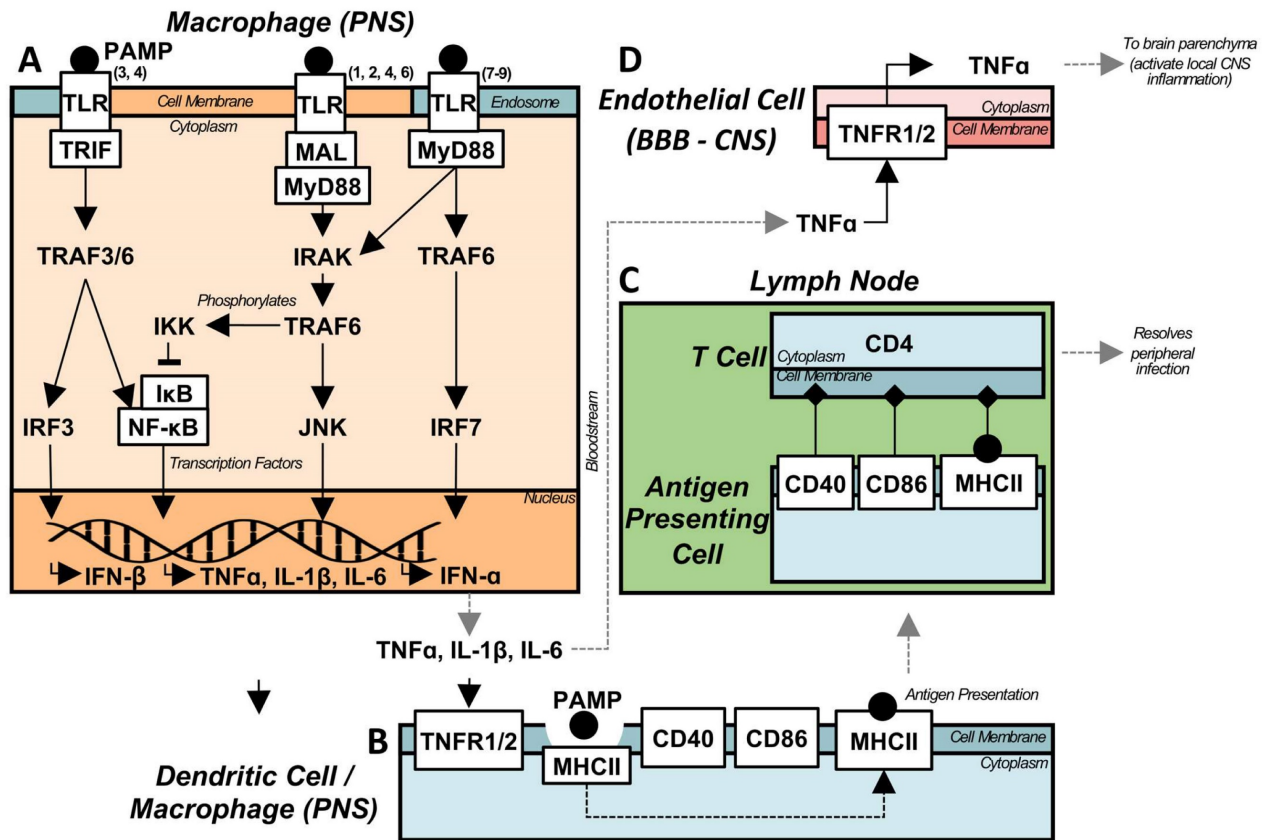 Macrophage (PNS)
A
PAMP
(3, 4)
(1, 2, 4, 6)
(7-9)
TLR
Cell Membrane
TLR
TLR
Endosome
Cytoplasm
TRIF
MAL
MyD88
MyD88
TRAF3/6
IRAK
TRAF6
Phosphorylates
IKK
TRAF6
IκB
NF-κB
IRF3
JNK
IRF7
Transcription Factors
Nucleus
IFN-β
TNFα, IL-1β, IL-6
IFN-α
TNFα, IL-1β, IL-6
Bloodstream
D
Endothelial Cell
(BBB - CNS)
TNFα
To brain parenchyma
(activate local CNS
inflammation)
Cytoplasm
Cell Membrane
TNFR1/2
TNFα
C
Lymph Node
T Cell
CD4
Cytoplasm
Cell Membrane
Resolves
peripheral
infection
CD40
CD86
MHCII
Antigen
Presenting
Cell
B
Dendritic Cell /
Macrophage (PNS)
PAMP
Antigen Presentation
TNFR1/2
MHCII
CD40
CD86
MHCII
Cell Membrane
Cytoplasm